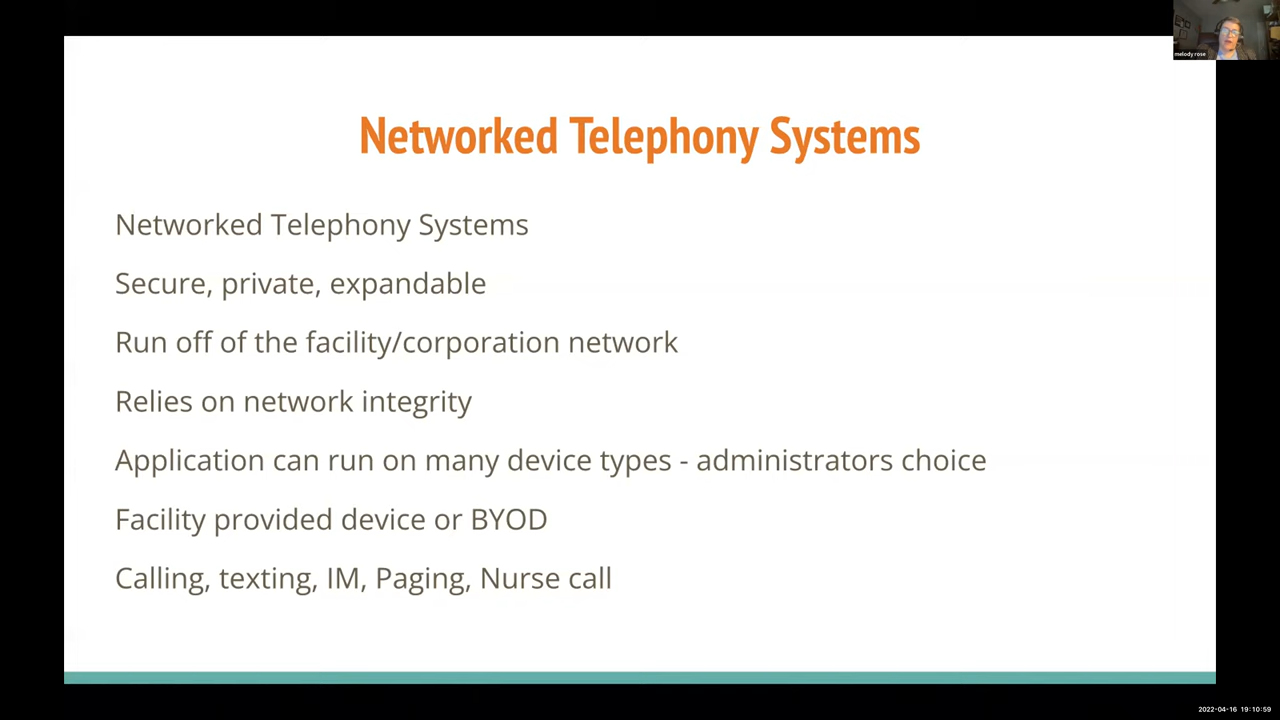 melody rose
Networked Telephony Systems
Networked Telephony Systems
Secure, private, expandable
Run off of the facility/corporation network
Relies on network integrity
Application can run on many device types - administrators choice
Facility provided device or BYOD
Calling, texting, IM, Paging, Nurse call
2022-04-16 19:10:59